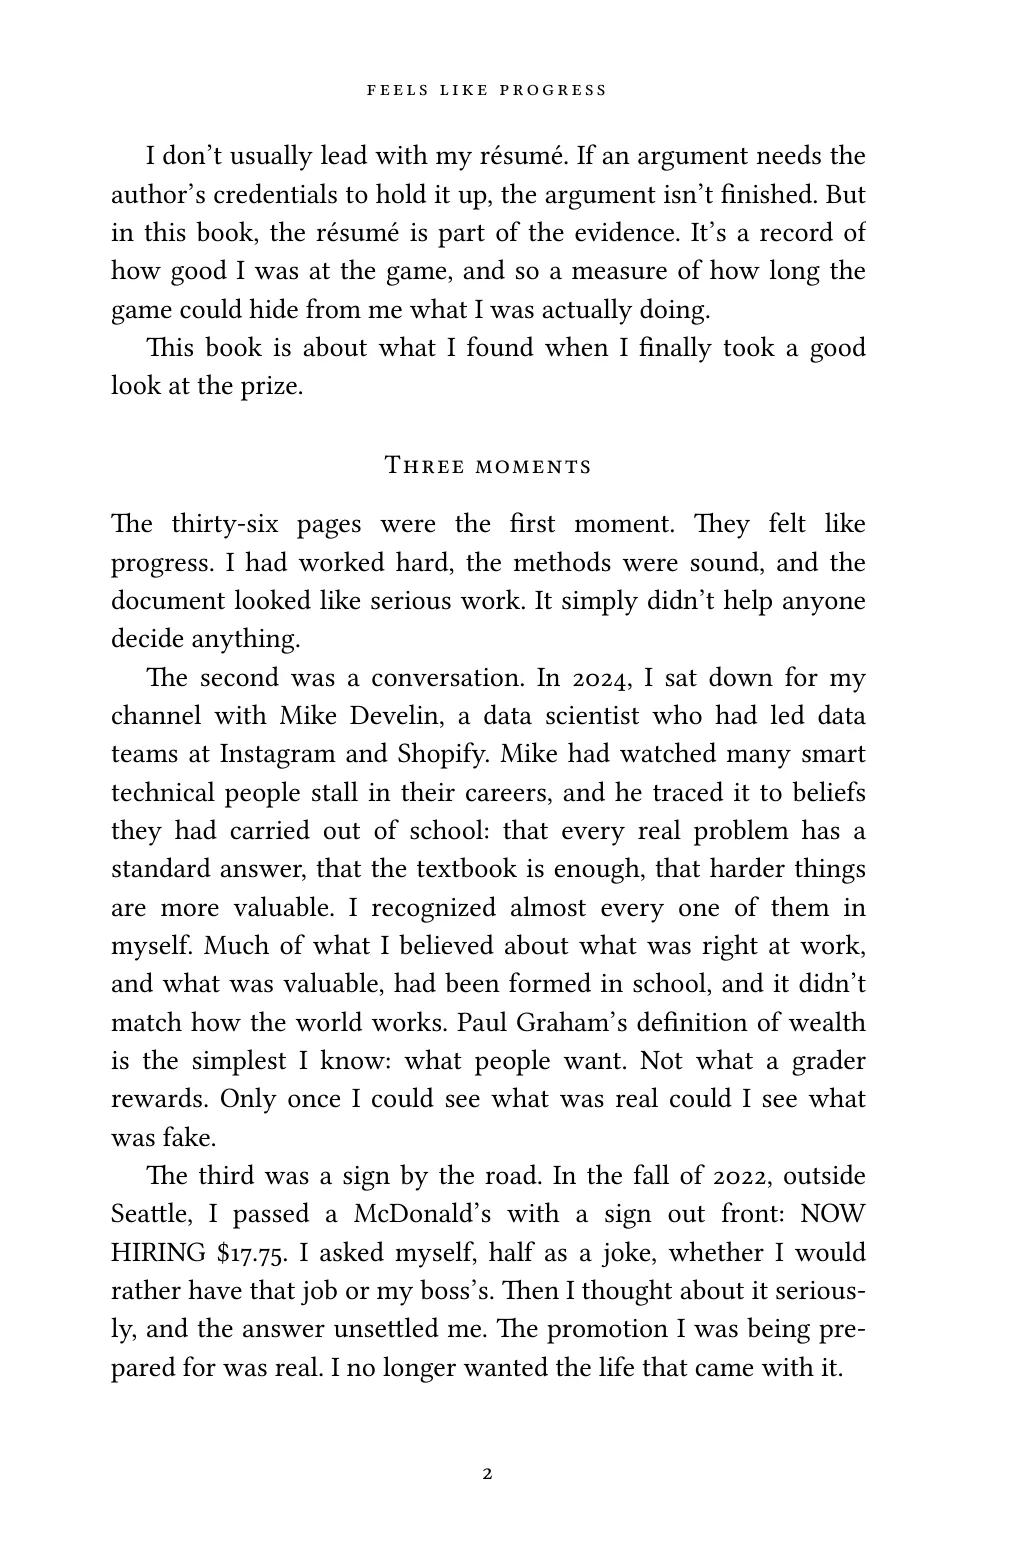 FEELS LIKE PROGRESS
I don’t usually lead with my résumé. If an argument needs the
author’s credentials to hold it up, the argument isn’t finished. But
in this book, the résumé is part of the evidence. It’s a record of
how good I was at the game, and so a measure of how long the
game could hide from me what I was actually doing.
This book is about what I found when I finally took a good
look at the prize.
THREE MOMENTS
The thirty-six pages were the first moment. They felt like
progress. I had worked hard, the methods were sound, and the
document looked like serious work. It simply didn’t help anyone
decide anything.
The second was a conversation. In 2024, I sat down for my
channel with Mike Develin, a data scientist who had led data
teams at Instagram and Shopify. Mike had watched many smart
technical people stall in their careers, and he traced it to beliefs
they had carried out of school: that every real problem has a
standard answer, that the textbook is enough, that harder things
are more valuable. I recognized almost every one of them in
myself. Much of what I believed about what was right at work,
and what was valuable, had been formed in school, and it didn’t
match how the world works. Paul Graham’s definition of wealth
is the simplest I know: what people want. Not what a grader
rewards. Only once I could see what was real could I see what
was fake.
The third was a sign by the road. In the fall of 2022, outside
Seattle, I passed a McDonald’s with a sign out front: NOW
HIRING $17.75. I asked myself, half as a joke, whether I would
rather have that job or my boss’s. Then I thought about it serious-
ly, and the answer unsettled me. The promotion I was being pre-
pared for was real. I no longer wanted the life that came with it.
2